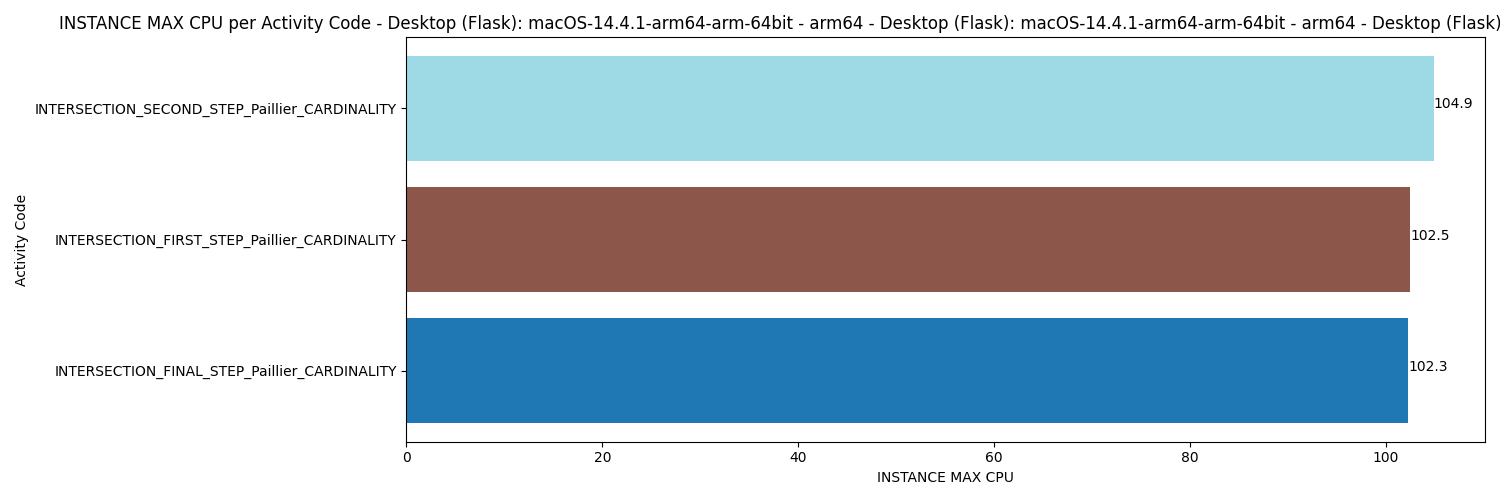 INSTANCE MAX CPU per Activity Code - Desktop (Flask): macOS-14.4.1-arm64-arm-64bit - arm64 - Desktop (Flask): macOS-14.4.1-arm64-arm-64bit - arm64 - Desktop (Flask)
INTERSECTION_SECOND_STEP_Paillier_CARDINALITY
104.9
INTERSECTION_FIRST_STEP_Paillier_CARDINALITY
102.5
INTERSECTION_FINAL_STEP_Paillier_CARDINALITY
102.3
Activity Code
0 20 40 60 80 100
INSTANCE MAX CPU